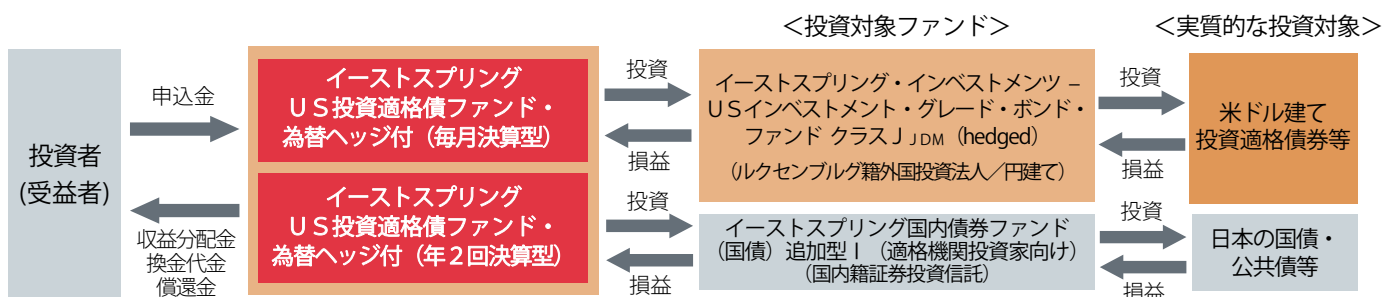 ＜投資対象ファンド＞
＜実質的な投資対象＞
投資者
(受益者)
申込金
収益分配金
換金代金
償還金
イーストスプリング
ＵＳ投資適格債ファンド・
為替ヘッジ付（毎月決算型）
イーストスプリング
ＵＳ投資適格債ファンド・
為替ヘッジ付（年２回決算型）
投資
損益
投資
損益
イーストスプリング・インベストメンツ –
ＵＳインベストメント・グレード・ボンド・
ファンド クラスＪ ＪDM（hedged）
（ルクセンブルグ籍外国投資法人／円建て）
イーストスプリング国内債券ファンド
（国債）追加型Ⅰ（適格機関投資家向け）
（国内籍証券投資信託）
投資
損益
投資
損益
米ドル建て
投資適格債券等
日本の国債・
公共債等